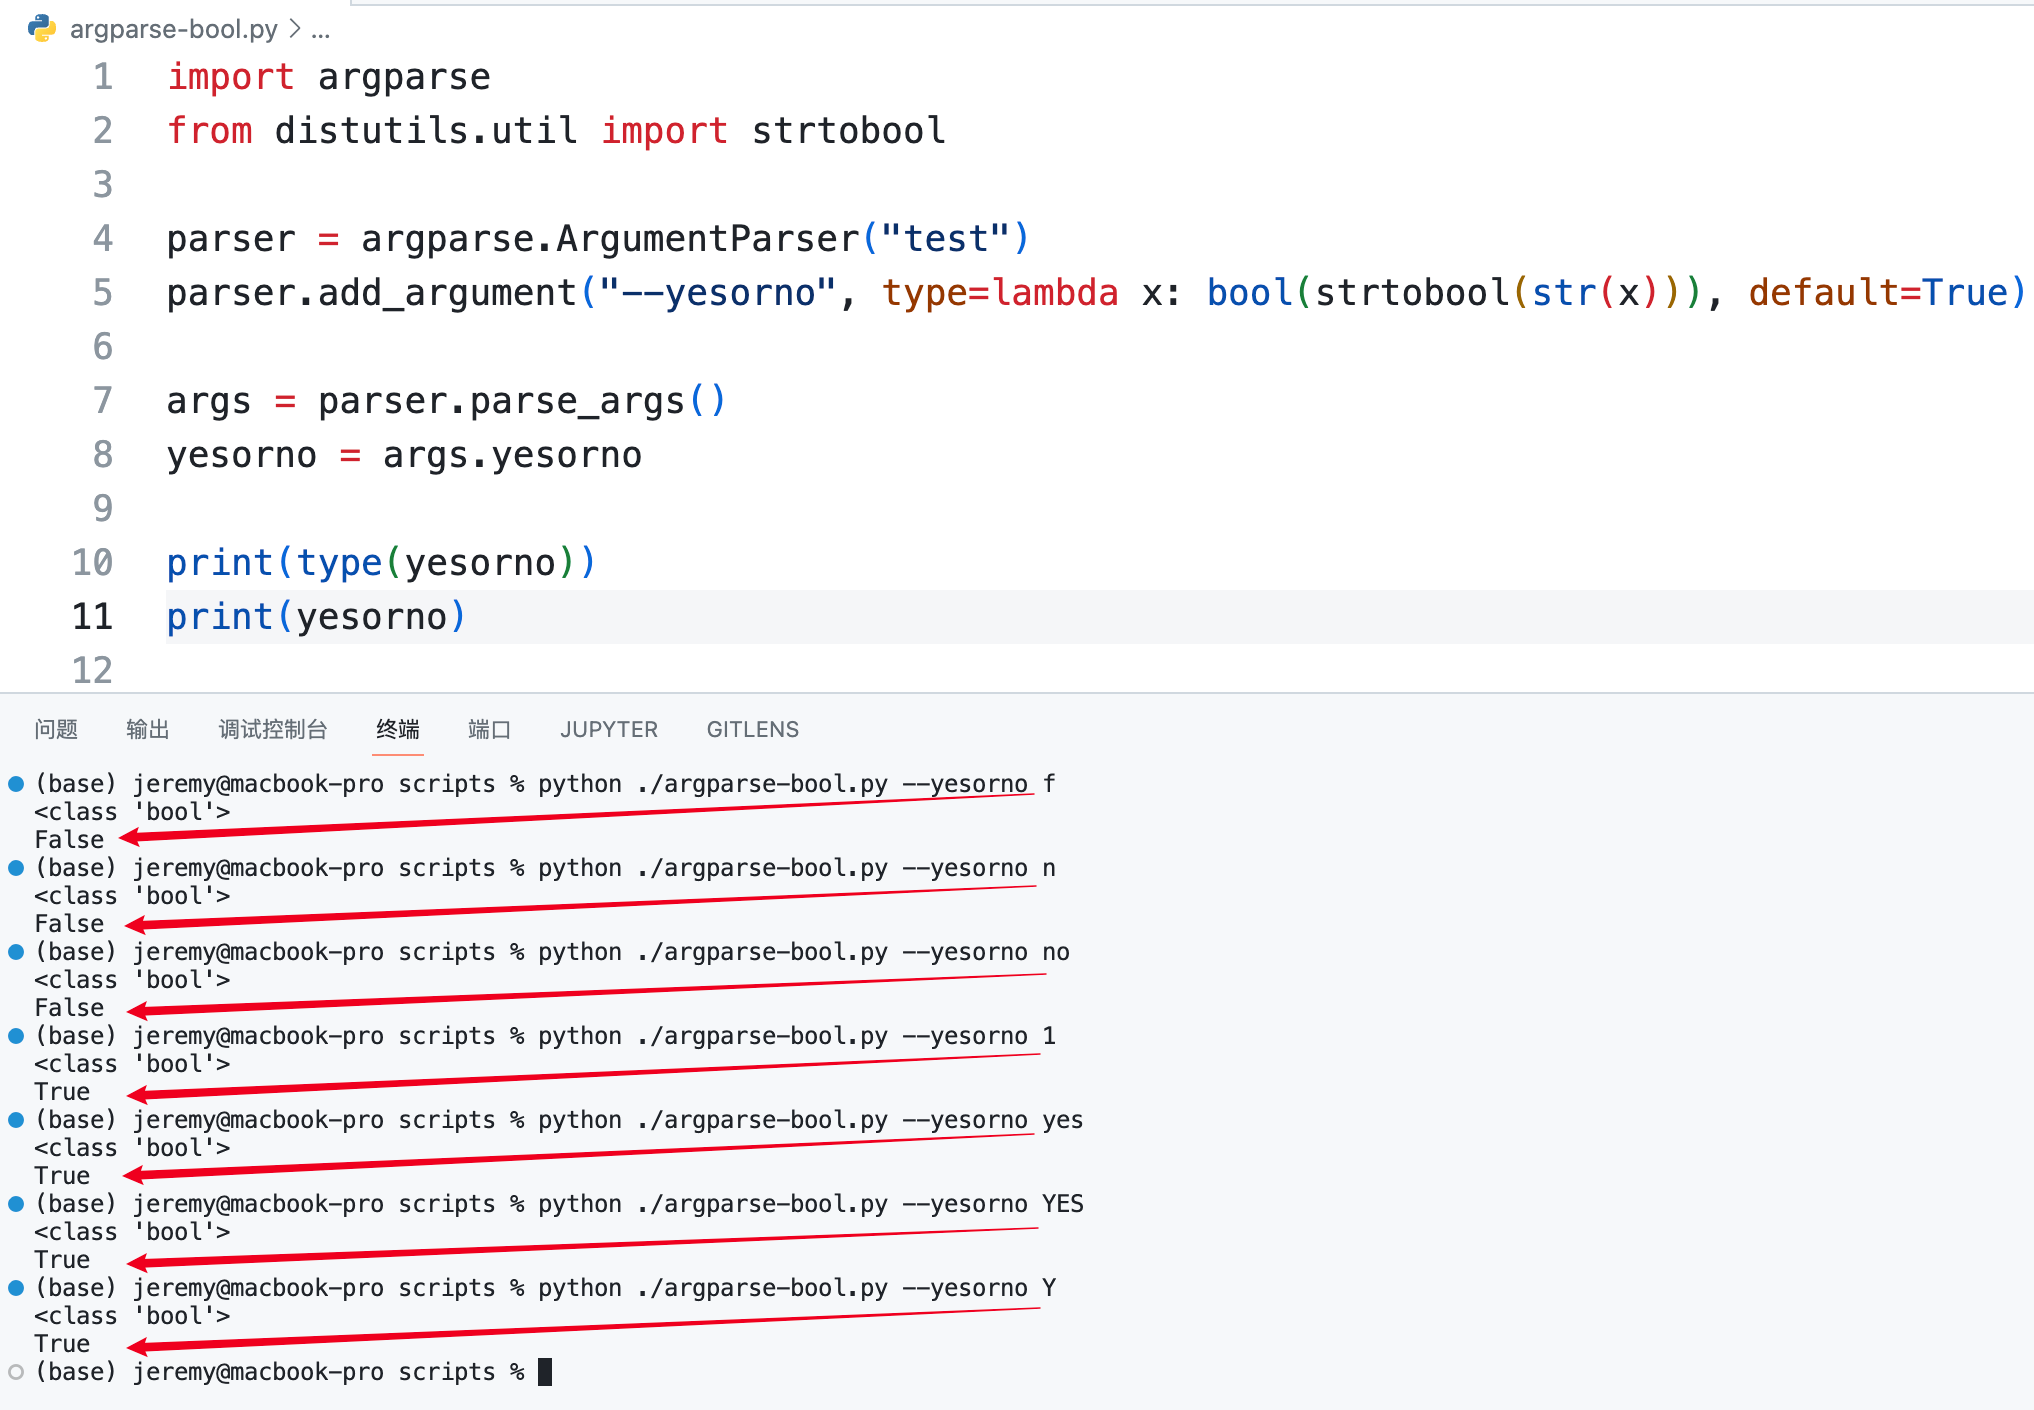 argparse-bool.py > ...
1 import argparse
2 from distutils.util import strtobool
3
4 parser = argparse.ArgumentParser("test")
5 parser.add_argument("--yesorno", type=lambda x: bool(strtobool(str(x))), default=True)
6
7 args = parser.parse_args()
8 yesorno = args.yesorno
9
10 print(type(yesorno))
11 print(yesorno)
12
问题 输出 调试控制台 终端 端口 JUPYTER GITLENS
(base) jeremy@macbook-pro scripts % python ./argparse-bool.py --yesorno f
<class 'bool'>
False
(base) jeremy@macbook-pro scripts % python ./argparse-bool.py --yesorno n
<class 'bool'>
False
(base) jeremy@macbook-pro scripts % python ./argparse-bool.py --yesorno no
<class 'bool'>
False
(base) jeremy@macbook-pro scripts % python ./argparse-bool.py --yesorno 1
<class 'bool'>
True
(base) jeremy@macbook-pro scripts % python ./argparse-bool.py --yesorno yes
<class 'bool'>
True
(base) jeremy@macbook-pro scripts % python ./argparse-bool.py --yesorno YES
<class 'bool'>
True
(base) jeremy@macbook-pro scripts % python ./argparse-bool.py --yesorno Y
<class 'bool'>
True
(base) jeremy@macbook-pro scripts %